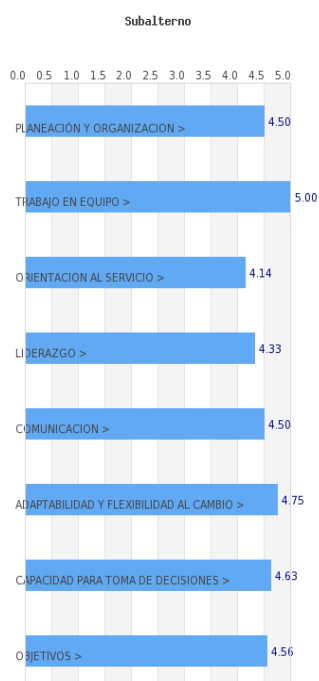 Subalterno
0.0 0.5 1.0 1.5 2.0 2.5 3.0 3.5 4.0 4.5 5.0
PLANEACIÓN Y ORGANIZACION > 4.50
TRABAJO EN EQUIPO > 5.00
ORIENTACION AL SERVICIO > 4.14
LIDERAZGO > 4.33
COMUNICACION > 4.50
ADAPTABILIDAD Y FLEXIBILIDAD AL CAMBIO > 4.75
CAPACIDAD PARA TOMA DE DECISIONES > 4.63
OBJETIVOS > 4.56